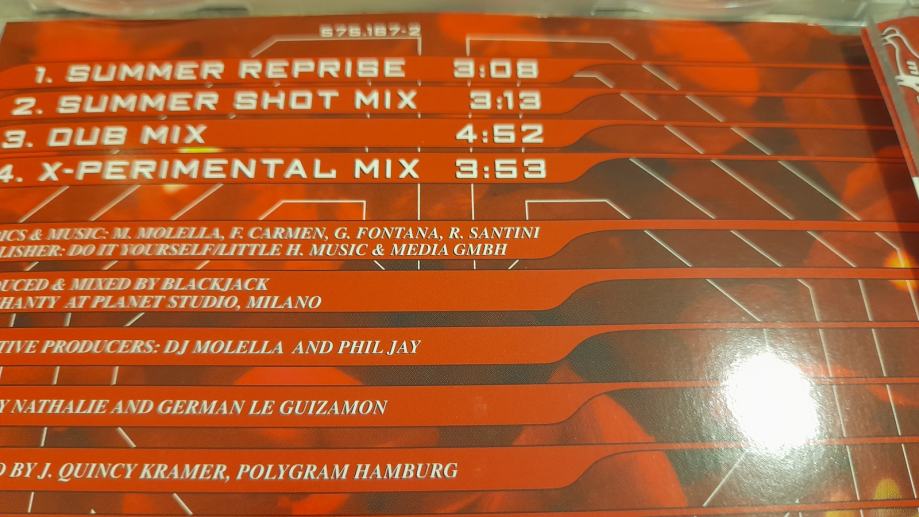 575.157-2
1. SUMMER REPRISE 3:08
2. SUMMER SHOT MIX 3:13
3. DUB MIX 4:52
4. X-PERIMENTAL MIX 3:53
ICS & MUSIC: M. MOLELLA, F. CARMEN, G. FONTANA, R. SANTINI
LISHER: DO IT YOURSELF/LITTLE H. MUSIC & MEDIA GMBH
DUCED & MIXED BY BLACKJACK
HANTY AT PLANET STUDIO, MILANO
TIVE PRODUCERS: DJ MOLELLA AND PHIL JAY
Y NATHALIE AND GERMAN LE GUIZAMON
D BY J. QUINCY KRAMER, POLYGRAM HAMBURG